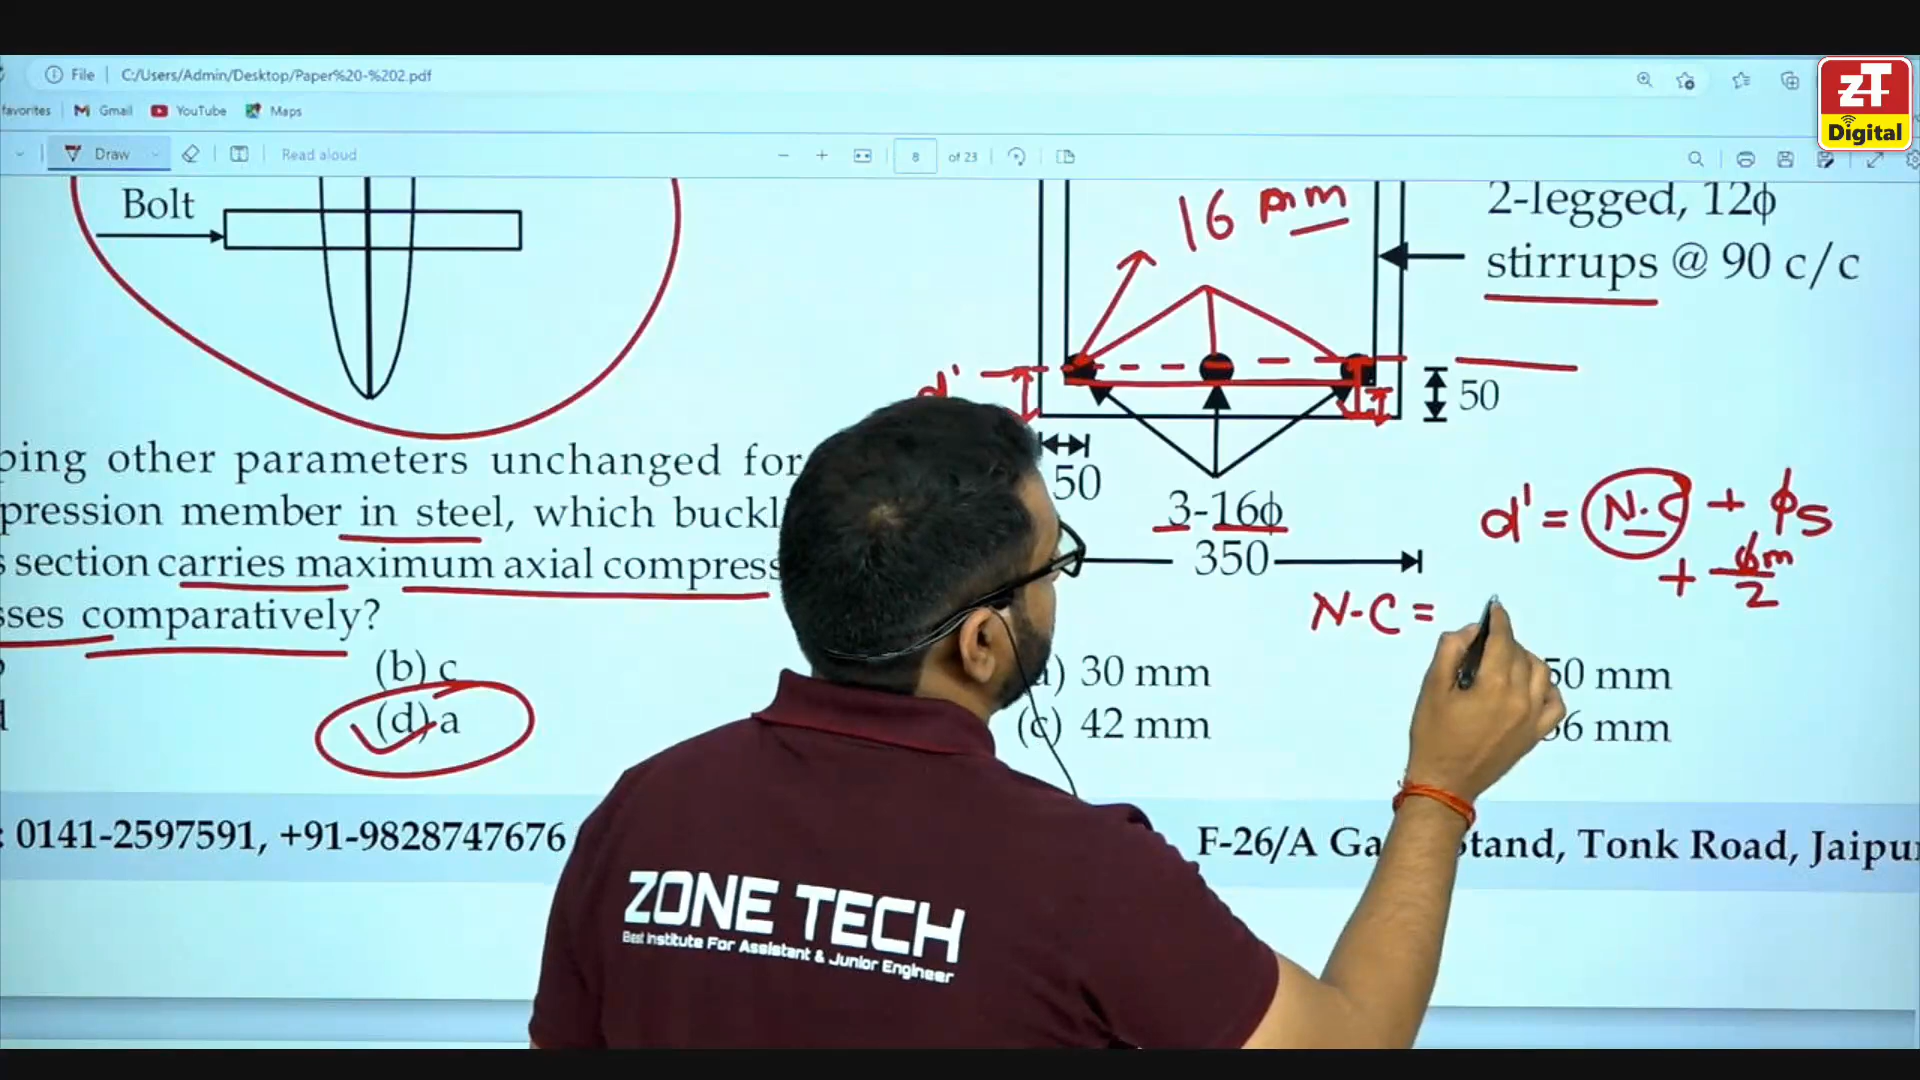 File | C:/Users/Admin/Desktop/Paper%20-%202.pdf
favorites Gmail YouTube Maps
Draw Read aloud 8 of 23
zT
Digital
Bolt
16 mm
2-legged, 12ϕ
stirrups @ 90 c/c
d'
50
50
3-16ϕ
350
d' = N.C + ϕs
+ ϕm/2
N-C =
ping other parameters unchanged for
pression member in steel, which buckl
s section carries maximum axial compress
sses comparatively?
(b) c
(d) a
30 mm
50 mm
(c) 42 mm
36 mm
: 0141-2597591, +91-9828747676
F-26/A Ga Stand, Tonk Road, Jaipu
ZONE TECH
Best Institute For Assistant & Junior Engineer